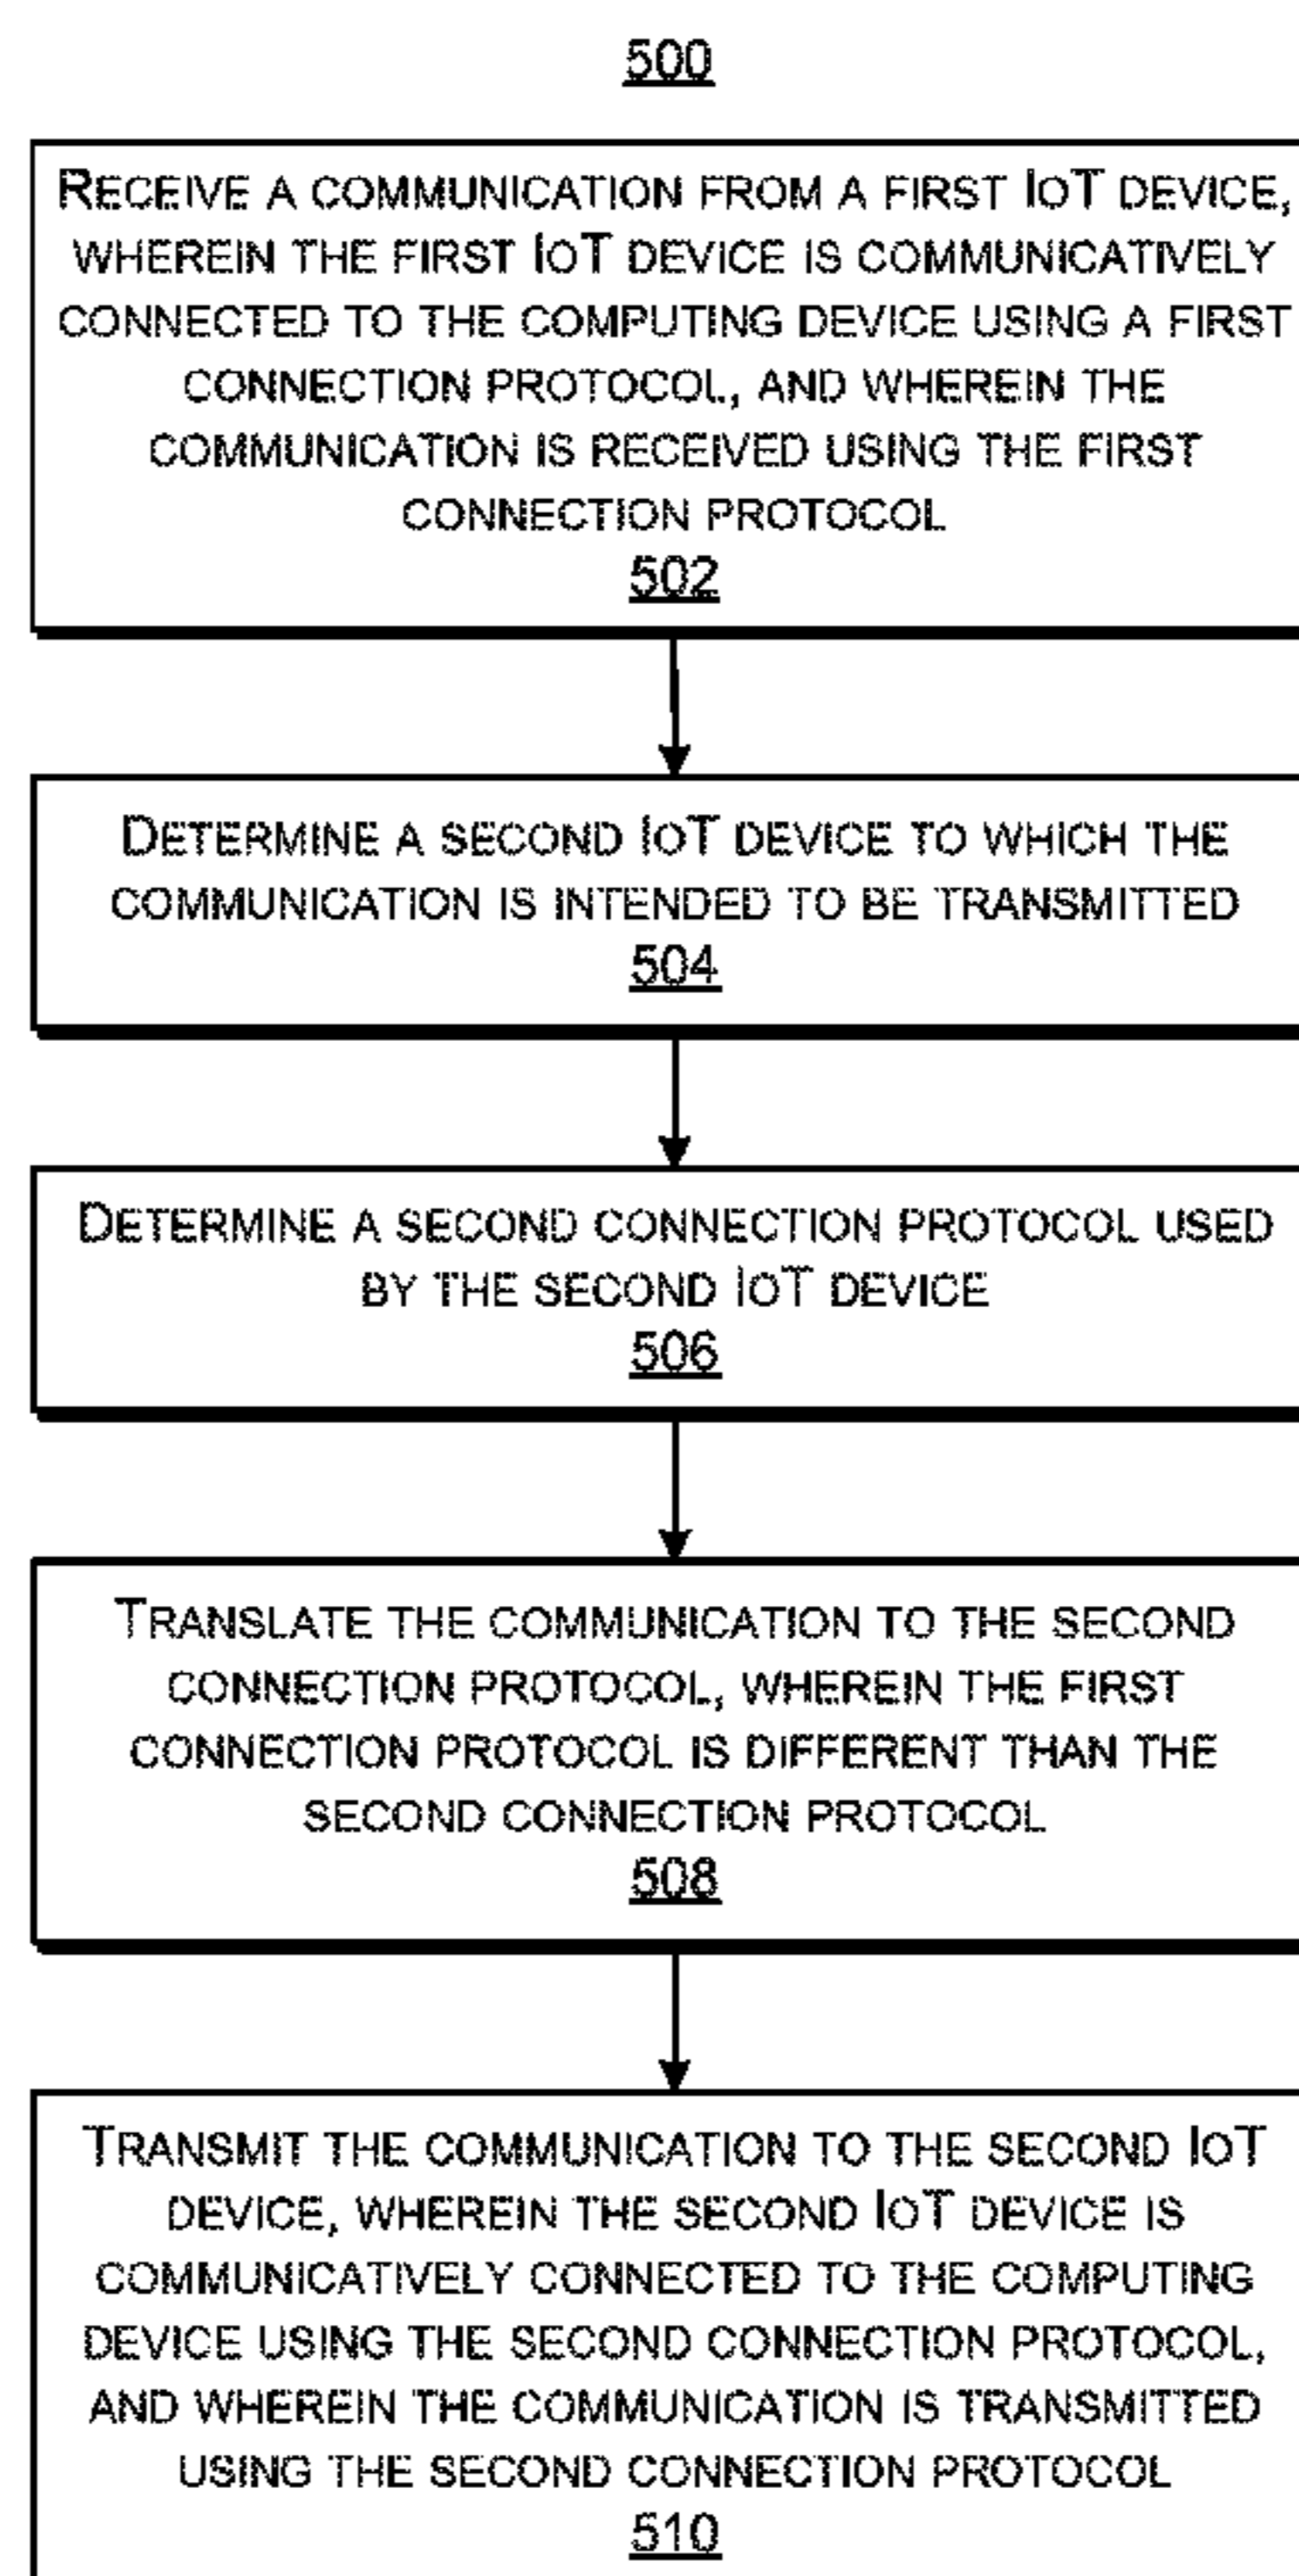 500
RECEIVE A COMMUNICATION FROM A FIRST IOT DEVICE,
WHEREIN THE FIRST IOT DEVICE IS COMMUNICATIVELY
CONNECTED TO THE COMPUTING DEVICE USING A FIRST
CONNECTION PROTOCOL, AND WHEREIN THE
COMMUNICATION IS RECEIVED USING THE FIRST
CONNECTION PROTOCOL
502
DETERMINE A SECOND IOT DEVICE TO WHICH THE
COMMUNICATION IS INTENDED TO BE TRANSMITTED
504
DETERMINE A SECOND CONNECTION PROTOCOL USED
BY THE SECOND IOT DEVICE
506
TRANSLATE THE COMMUNICATION TO THE SECOND
CONNECTION PROTOCOL, WHEREIN THE FIRST
CONNECTION PROTOCOL IS DIFFERENT THAN THE
SECOND CONNECTION PROTOCOL
508
TRANSMIT THE COMMUNICATION TO THE SECOND IOT
DEVICE, WHEREIN THE SECOND IOT DEVICE IS
COMMUNICATIVELY CONNECTED TO THE COMPUTING
DEVICE USING THE SECOND CONNECTION PROTOCOL,
AND WHEREIN THE COMMUNICATION IS TRANSMITTED
USING THE SECOND CONNECTION PROTOCOL
510